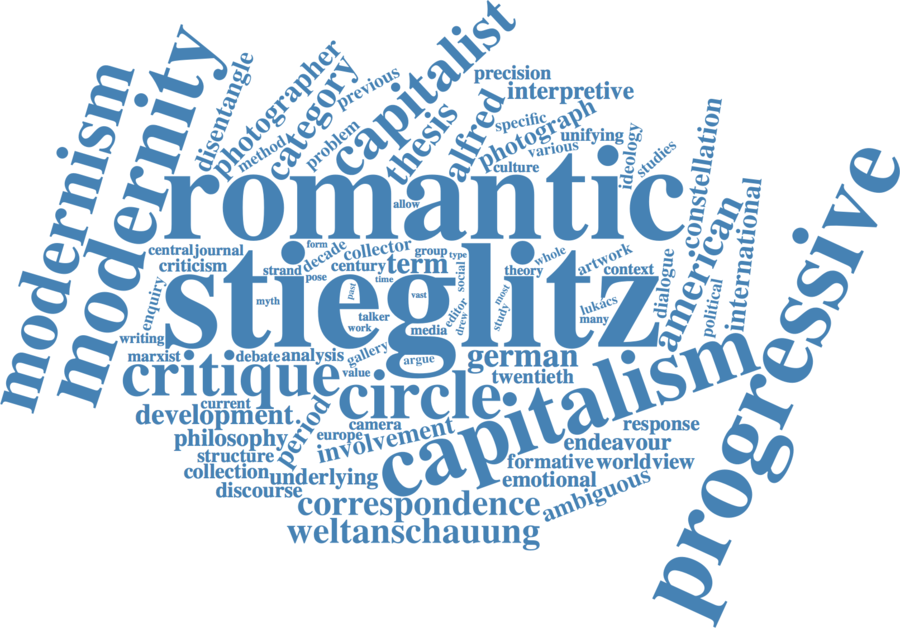 modernism
modernity
disentangle
photographer
method
category
previous
problem
capitalist
thesis
alfred
precision
interpretive
specific
photograph
various
unifying
culture
ideology
studies
constellation
romantic
allow
progressive
central
journal
criticism
form
decade
strand
pose
collector
century
time
group
type
term
social
theory
whole
artwork
context
dialogue
american
political
international
stieglitz
enquiry
writing
myth
past
talker
work
vast
media
editor
drew
study
most
lukács
many
marxist
debate
analysis
gallery
value
argue
german
twentieth
critique
circle
capitalism
current
development
period
camera
europe
involvement
philosophy
structure
collection
underlying
discourse
response
endeavour
formative
worldview
emotional
ambiguous
correspondence
weltanschauung